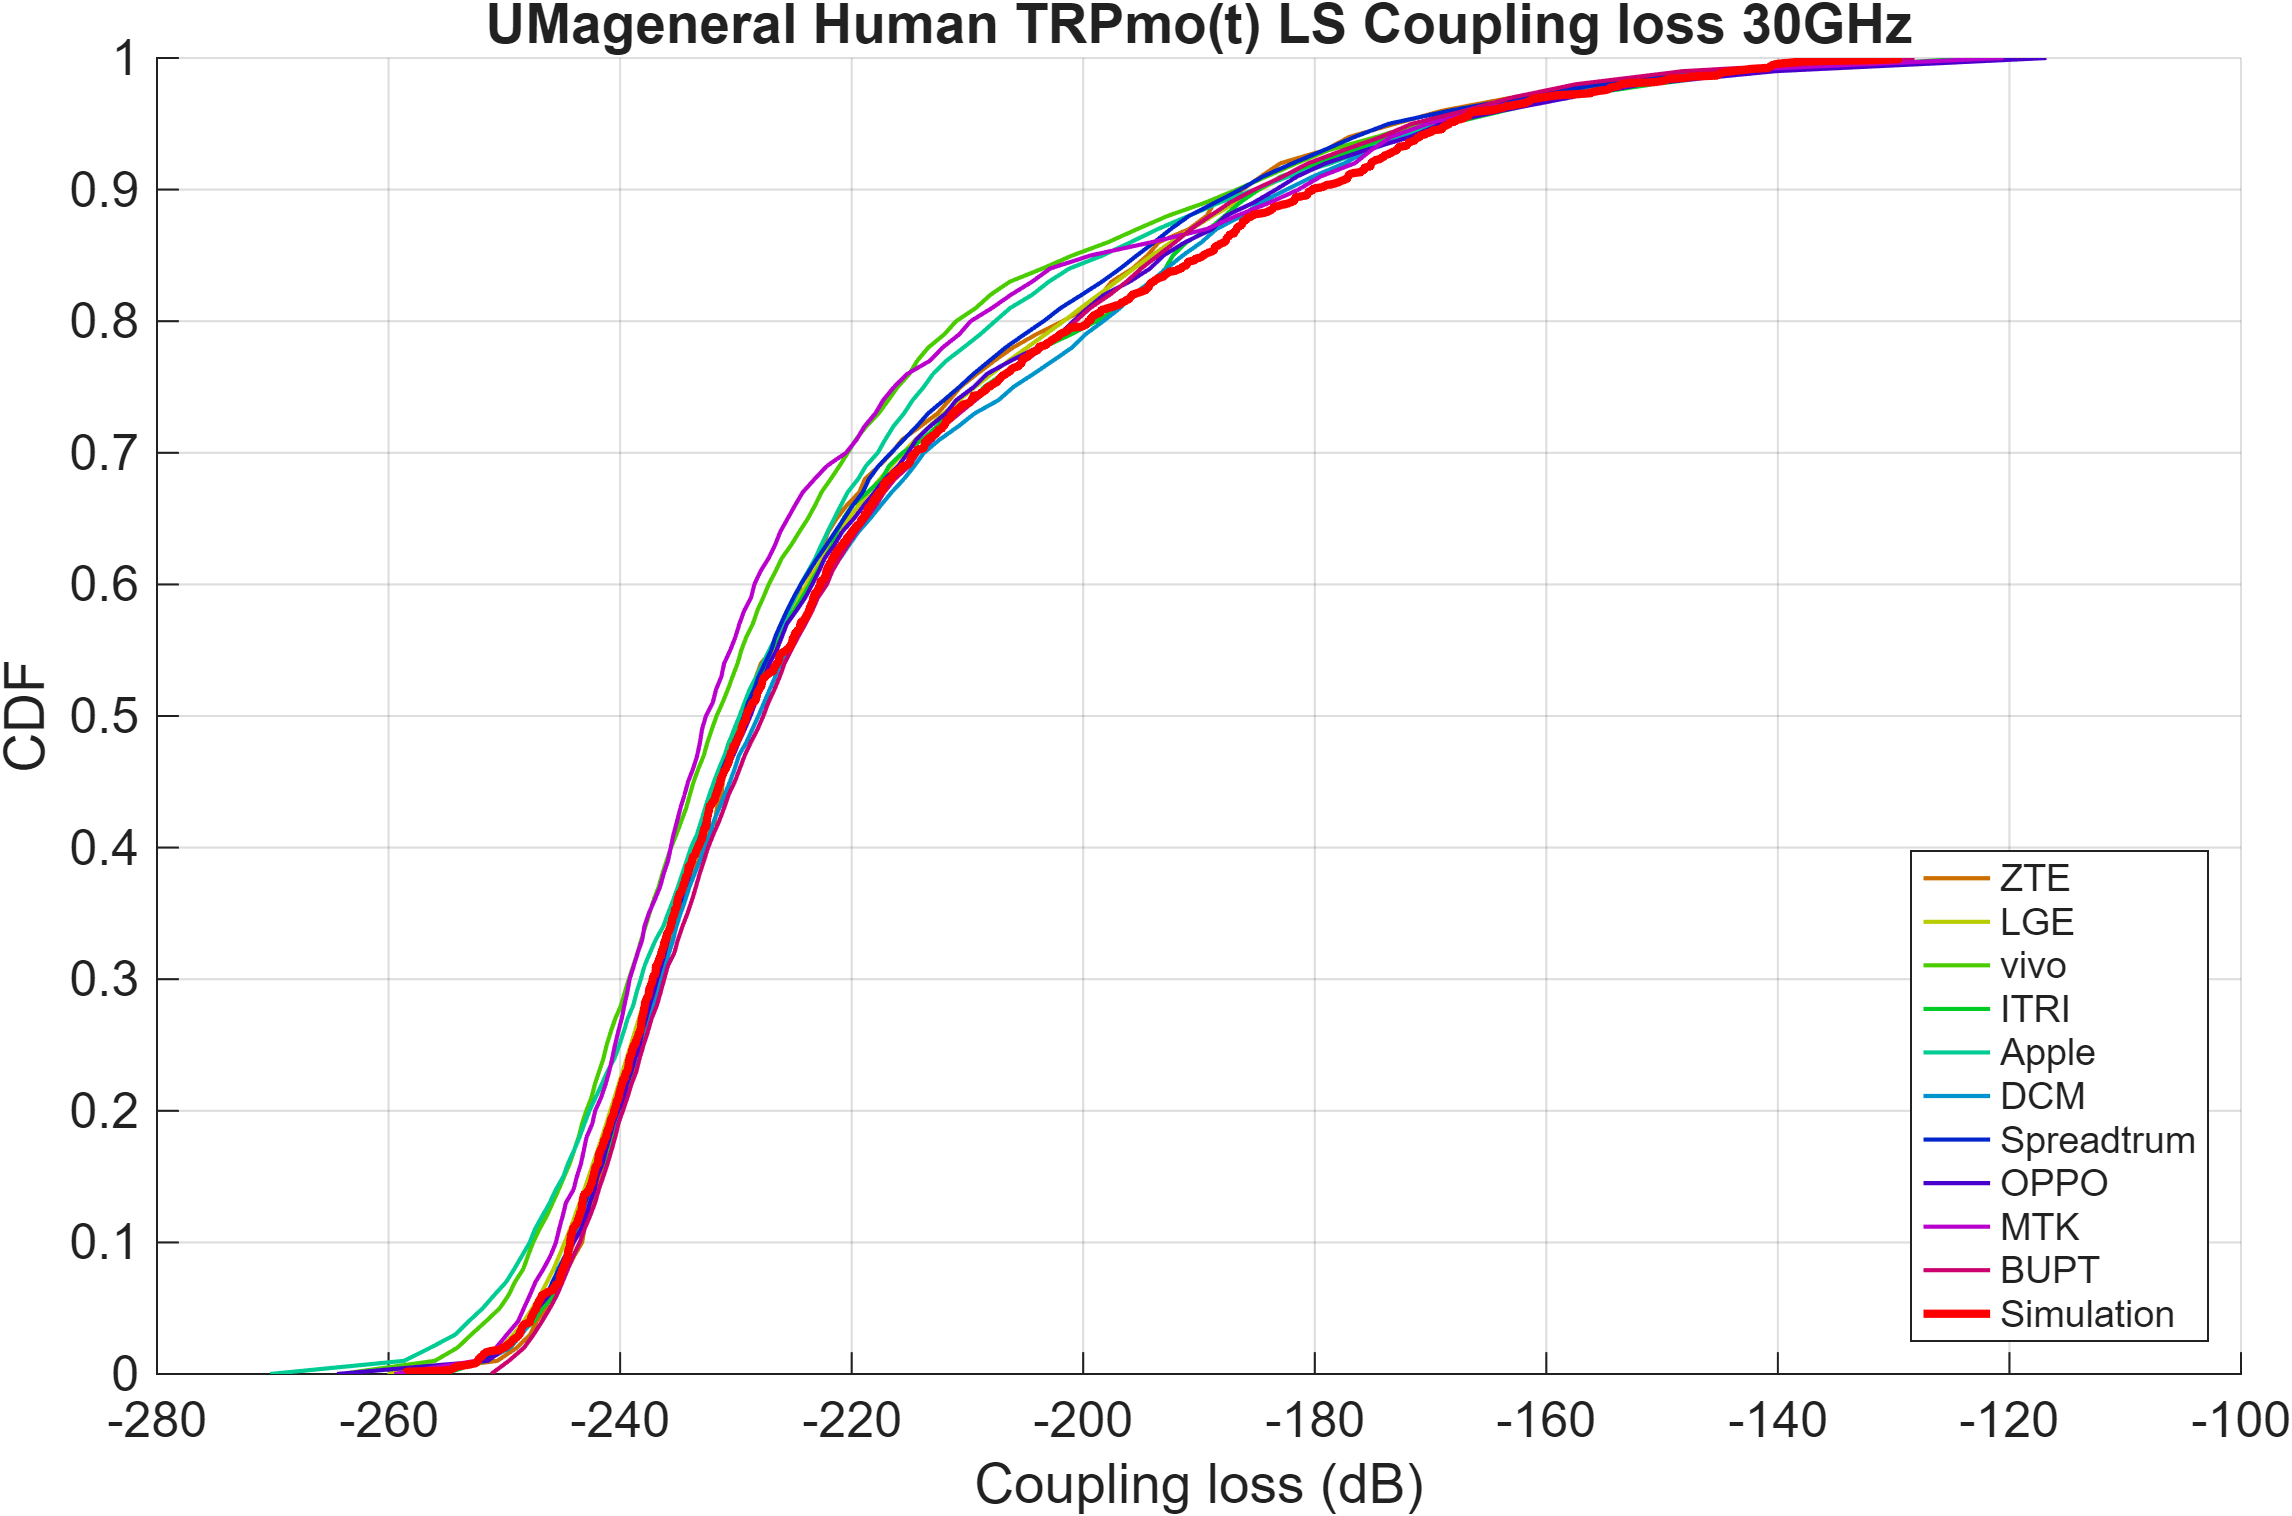 UMageneral Human TRPmo(t) LS Coupling loss 30GHz
1
0.9
0.8
0.7
0.6
0.5
0.4
0.3
0.2
0.1
0
CDF
-280 -260 -240 -220 -200 -180 -160 -140 -120 -100
Coupling loss (dB)
ZTE
LGE
vivo
ITRI
Apple
DCM
Spreadtrum
OPPO
MTK
BUPT
Simulation